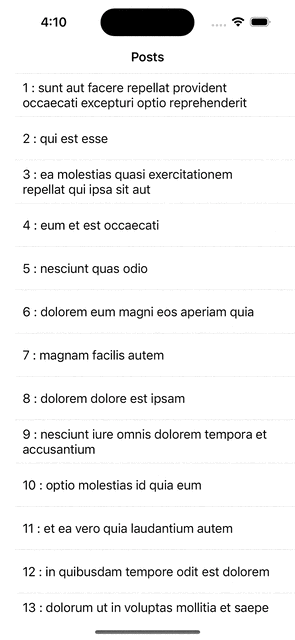 4:10
Posts
1 : sunt aut facere repellat provident
occaecati excepturi optio reprehenderit
2 : qui est esse
3 : ea molestias quasi exercitationem
repellat qui ipsa sit aut
4 : eum et est occaecati
5 : nesciunt quas odio
6 : dolorem eum magni eos aperiam quia
7 : magnam facilis autem
8 : dolorem dolore est ipsam
9 : nesciunt iure omnis dolorem tempora et
accusantium
10 : optio molestias id quia eum
11 : et ea vero quia laudantium autem
12 : in quibusdam tempore odit est dolorem
13 : dolorum ut in voluptas mollitia et saepe